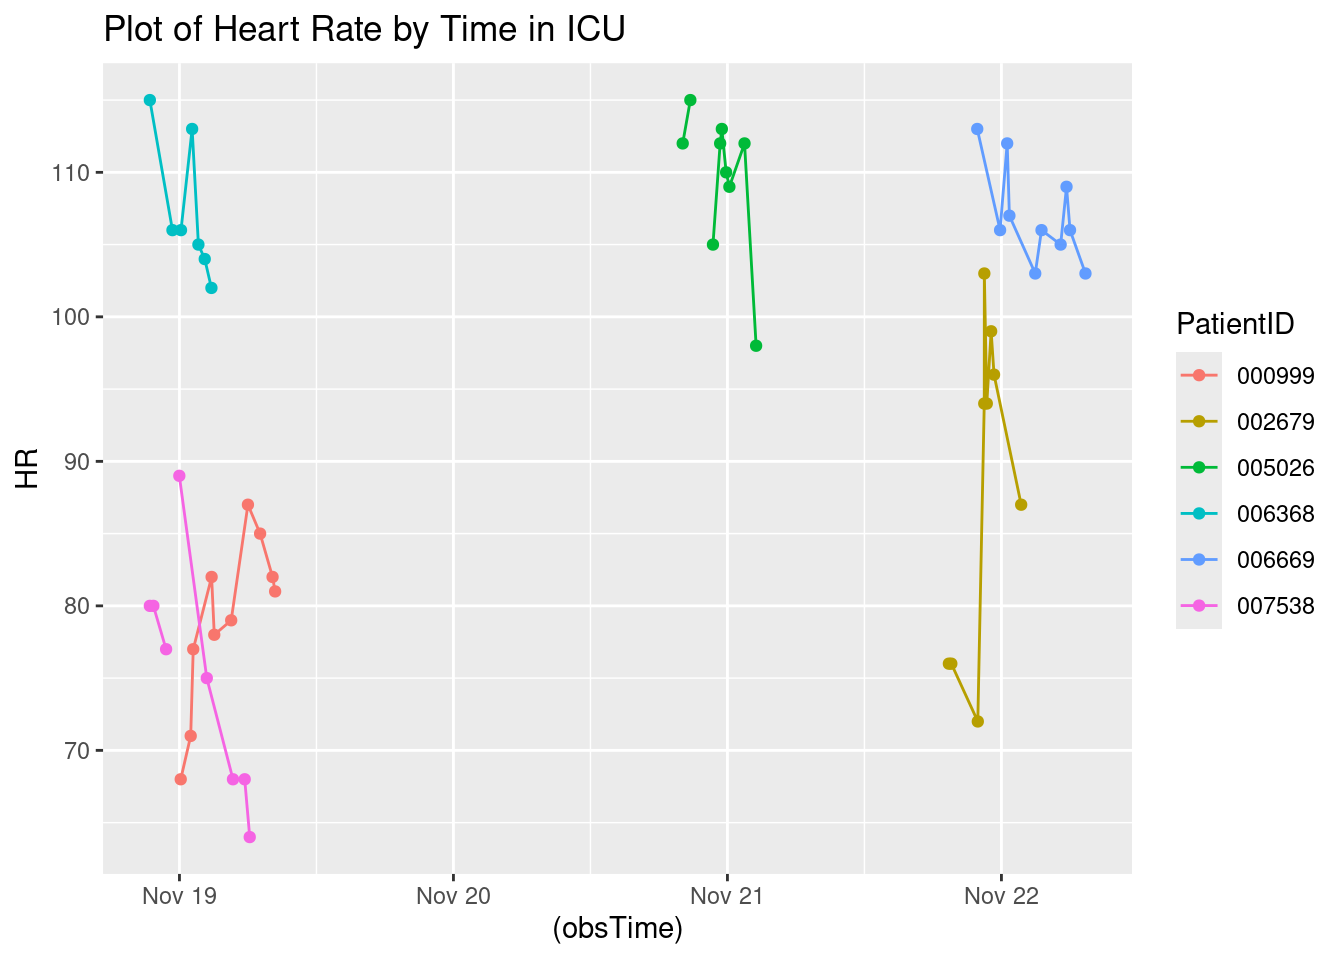 Plot of Heart Rate by Time in ICU
HR
110
100
90
80
70
Nov 19
Nov 20
Nov 21
Nov 22
(obsTime)
PatientID
000999
002679
005026
006368
006669
007538